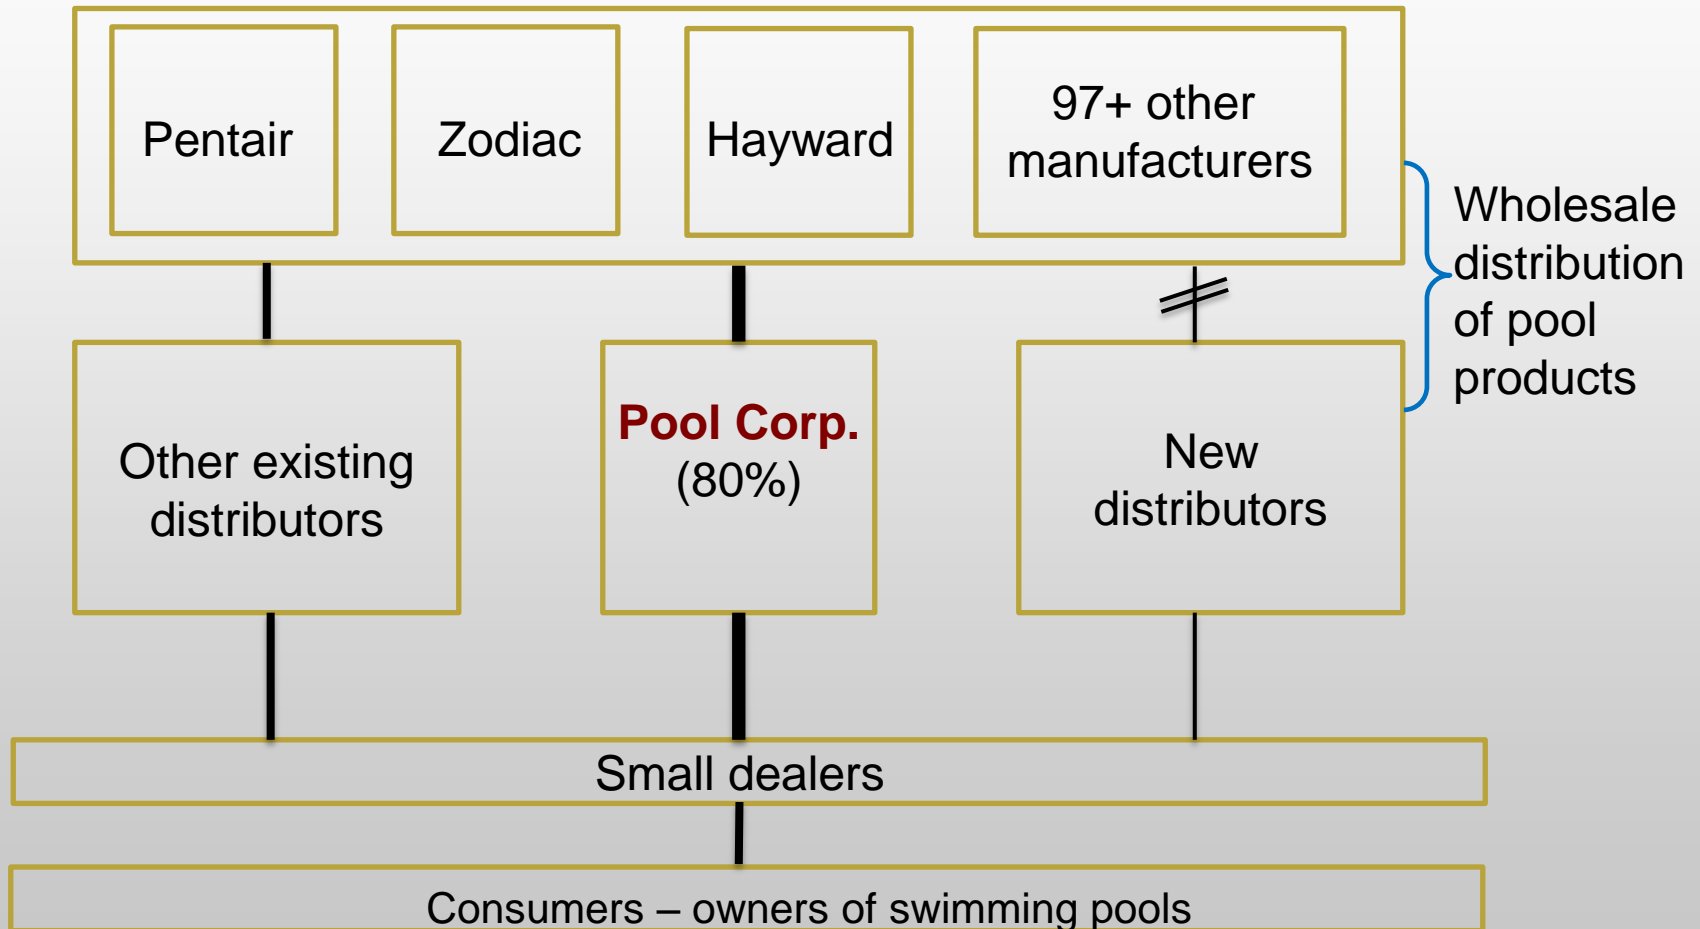 Pentair
Zodiac
Hayward
97+ other
manufacturers
Wholesale
distribution
of pool
products
Other existing
distributors
Pool Corp.
(80%)
New
distributors
Small dealers
Consumers – owners of swimming pools